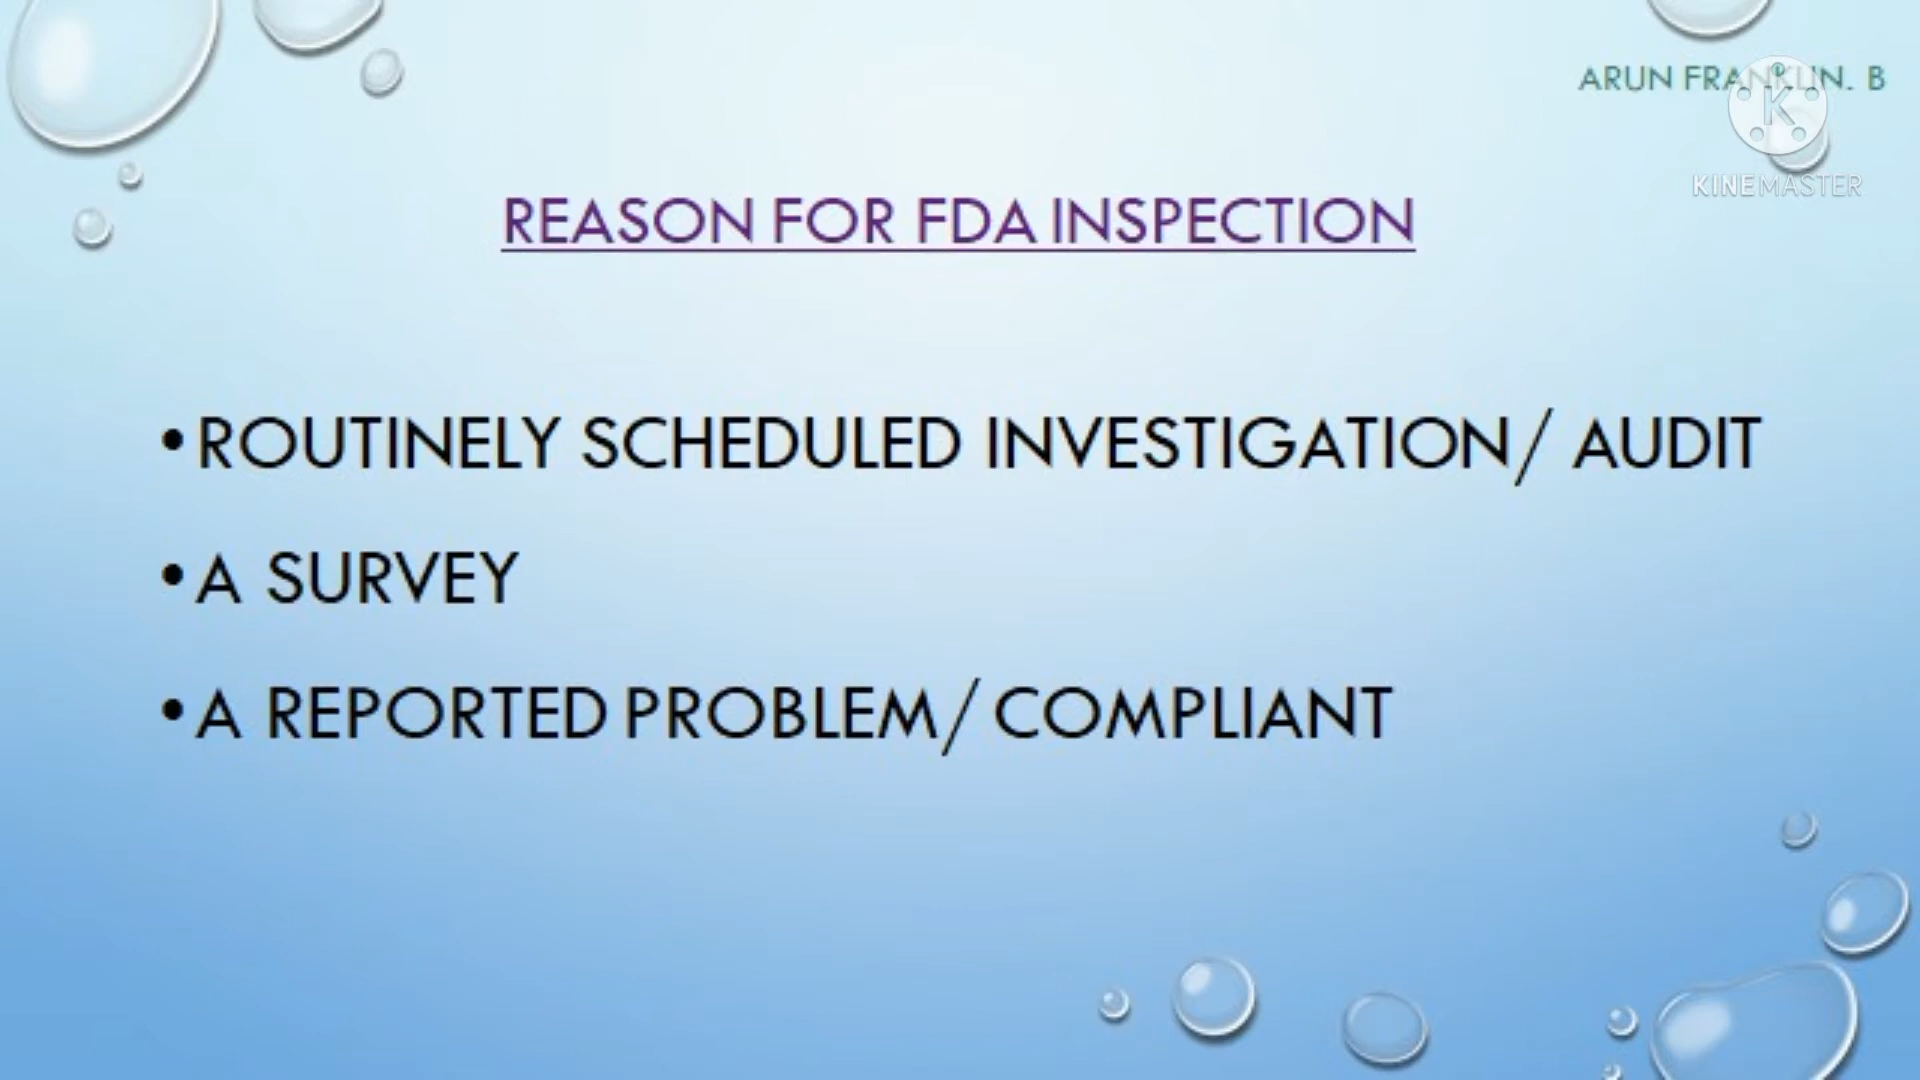 ARUN FRANKLIN. B
K
KINEMASTER
REASON FOR FDA INSPECTION
•ROUTINELY SCHEDULED INVESTIGATION/ AUDIT
•A SURVEY
•A REPORTED PROBLEM/ COMPLIANT